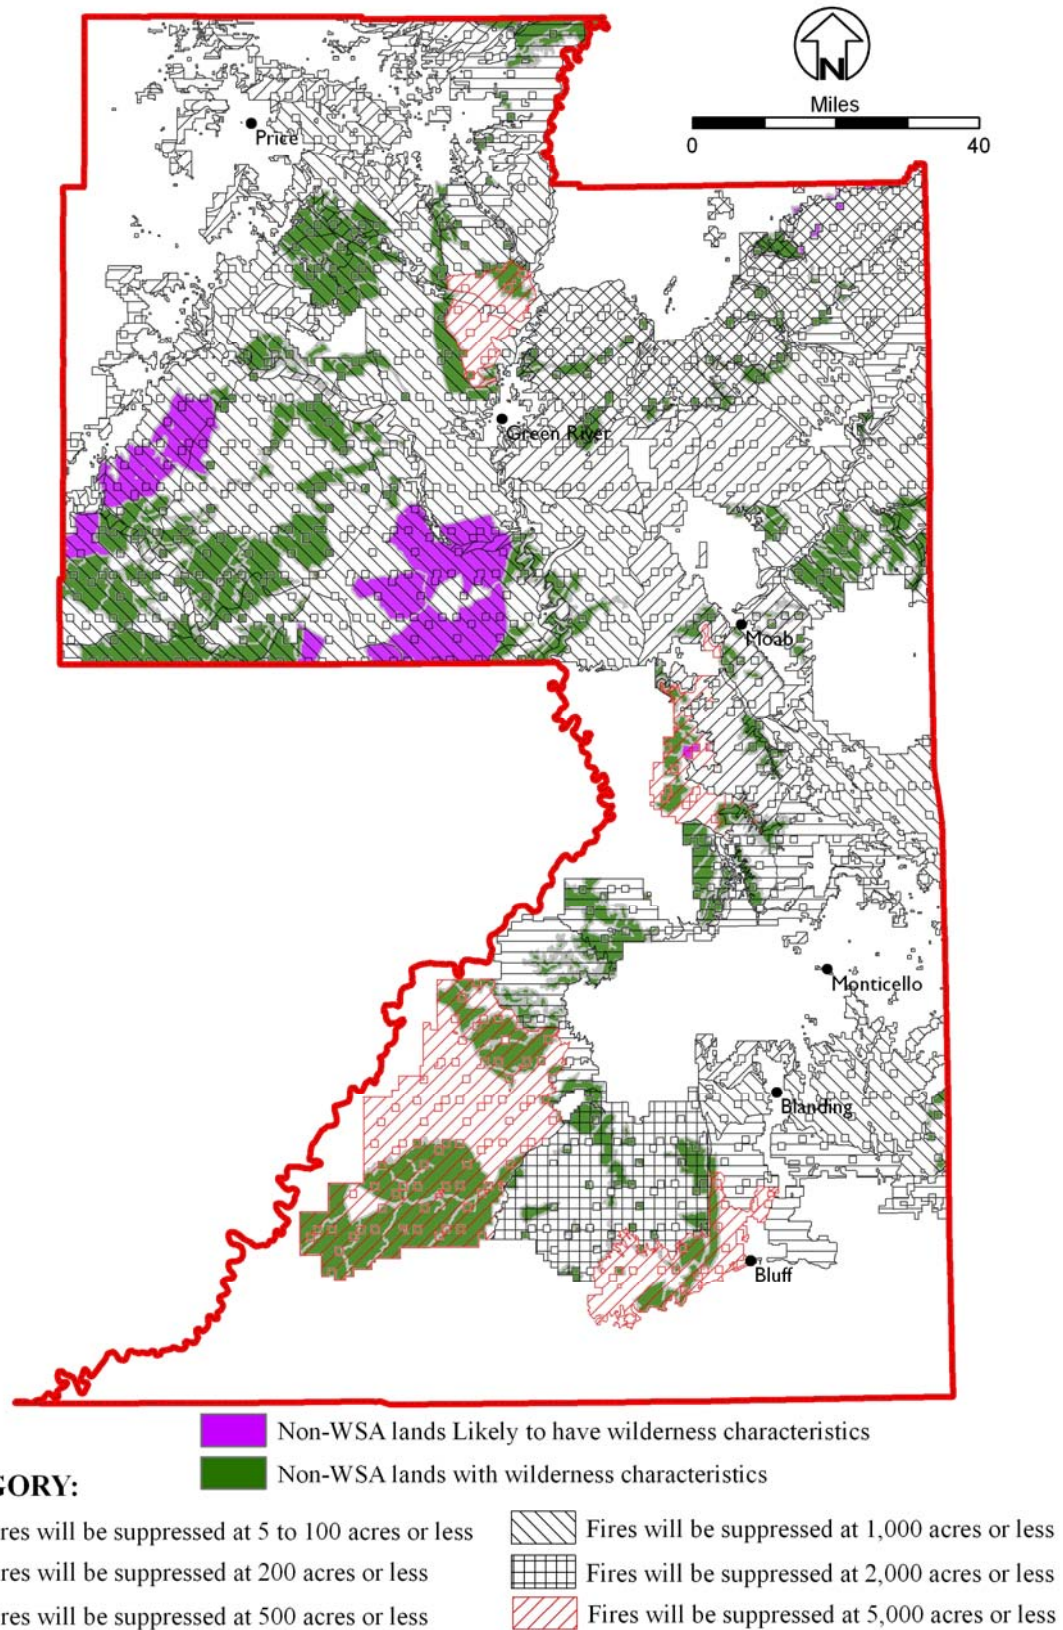 N
Miles
0 40
Price
Green River
Moab
Monticello
Blanding
Bluff
Non-WSA lands Likely to have wilderness characteristics
Non-WSA lands with wilderness characteristics
GORY:
res will be suppressed at 5 to 100 acres or less
Fires will be suppressed at 1,000 acres or less
res will be suppressed at 200 acres or less
Fires will be suppressed at 2,000 acres or less
res will be suppressed at 500 acres or less
Fires will be suppressed at 5,000 acres or less